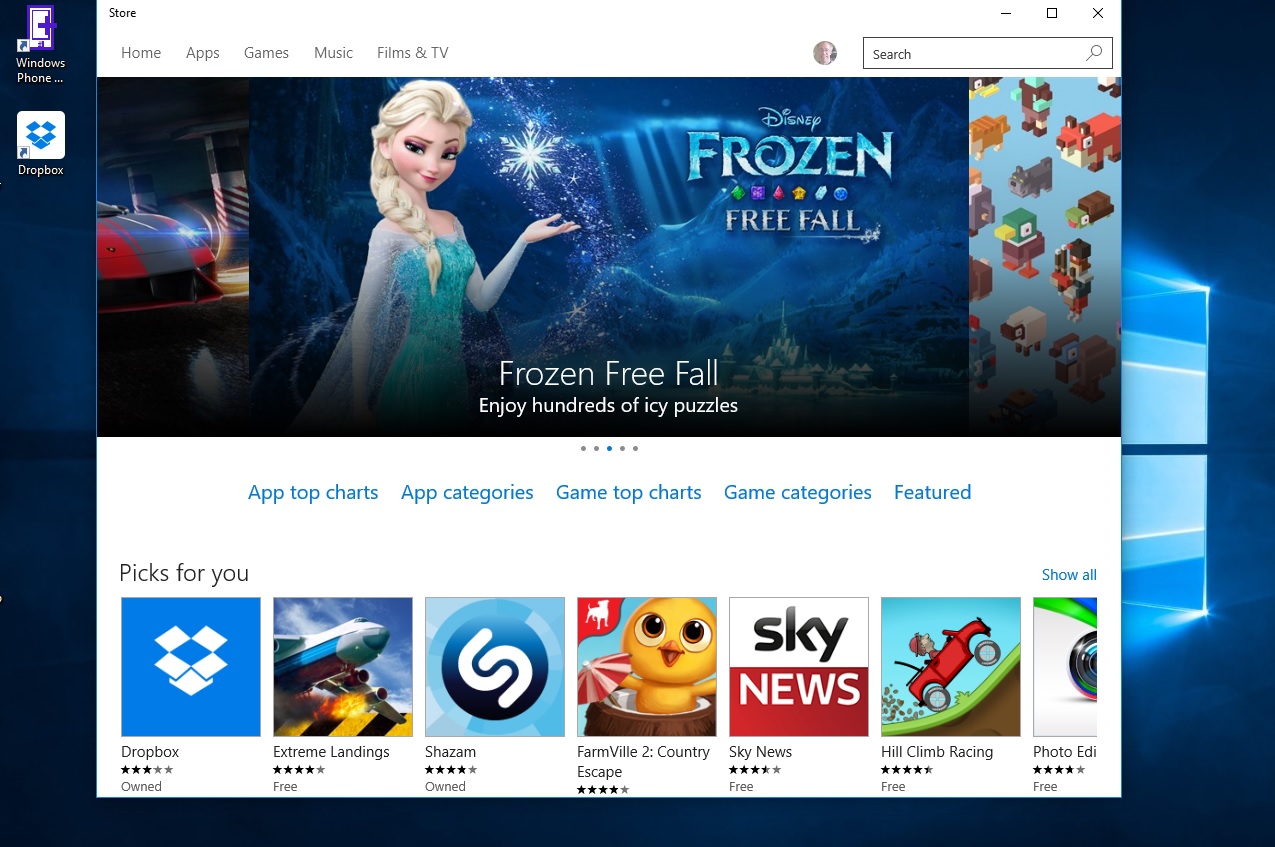 Store
Windows
Phone ...
Dropbox
Home Apps Games Music Films & TV
Search
Disney
FROZEN
FREE FALL
Frozen Free Fall
Enjoy hundreds of icy puzzles
App top charts App categories Game top charts Game categories Featured
Picks for you
Show all
sky
NEWS
Dropbox
Owned
Extreme Landings
Free
Shazam
Owned
FarmVille 2: Country
Escape
Sky News
Free
Hill Climb Racing
Free
Photo Edi
Free